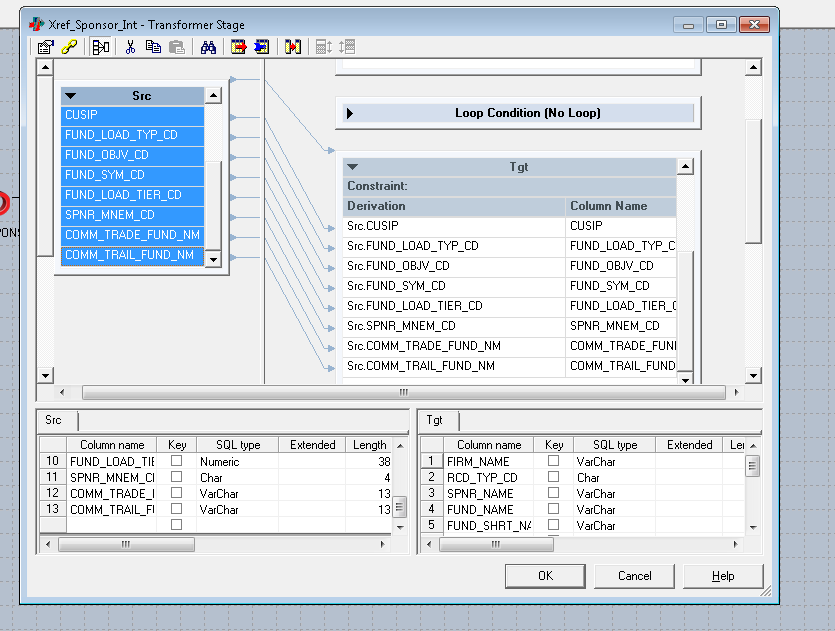 Xref_Sponsor_Int - Transformer Stage
Src
CUSIP
FUND_LOAD_TYP_CD
FUND_OBJV_CD
FUND_SYM_CD
FUND_LOAD_TIER_CD
SPNR_MNEM_CD
COMM_TRADE_FUND_NM
COMM_TRAIL_FUND_NM
PONS
Loop Condition (No Loop)
Tgt
Constraint:
Derivation Column Name
Src.CUSIP CUSIP
Src.FUND_LOAD_TYP_CD FUND_LOAD_TYP_C
Src.FUND_OBJV_CD FUND_OBJV_CD
Src.FUND_SYM_CD FUND_SYM_CD
Src.FUND_LOAD_TIER_CD FUND_LOAD_TIER_C
Src.SPNR_MNEM_CD SPNR_MNEM_CD
Src.COMM_TRADE_FUND_NM COMM_TRADE_FUN
Src.COMM_TRAIL_FUND_NM COMM_TRAIL_FUND
Src
Column name Key SQL type Extended Length
10 FUND_LOAD_TIE Numeric 38
11 SPNR_MNEM_CI Char 4
12 COMM_TRADE_I VarChar 13
13 COMM_TRAIL_FI VarChar 13
Tgt
Column name Key SQL type Extended Le
1 FIRM_NAME VarChar
2 RCD_TYP_CD Char
3 SPNR_NAME VarChar
4 FUND_NAME VarChar
5 FUND_SHRT_NA VarChar
OK Cancel Help